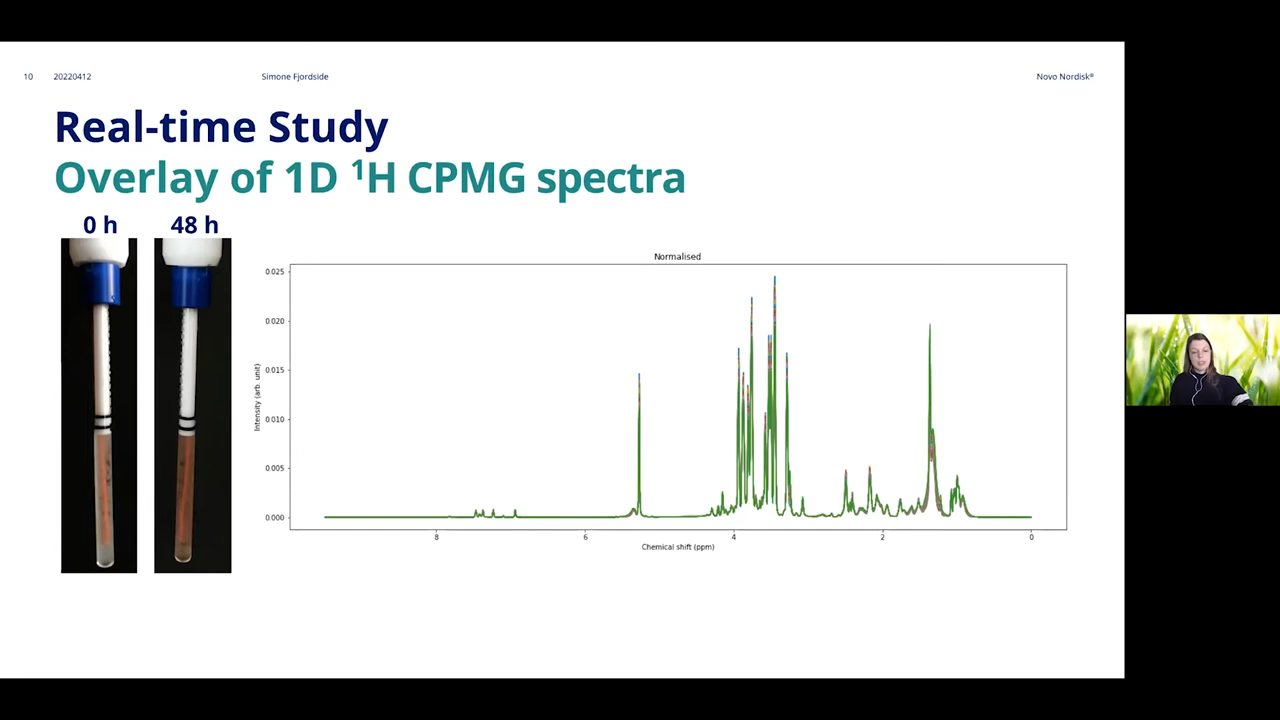 10 20220412 Simone Fjordside Novo Nordisk®
Real-time Study
Overlay of 1D ¹H CPMG spectra
0 h 48 h
Normalised
0.025
0.020
0.015
0.010
0.005
0.000
Intensity (arb. unit)
8 6 4 2 0
Chemical shift (ppm)